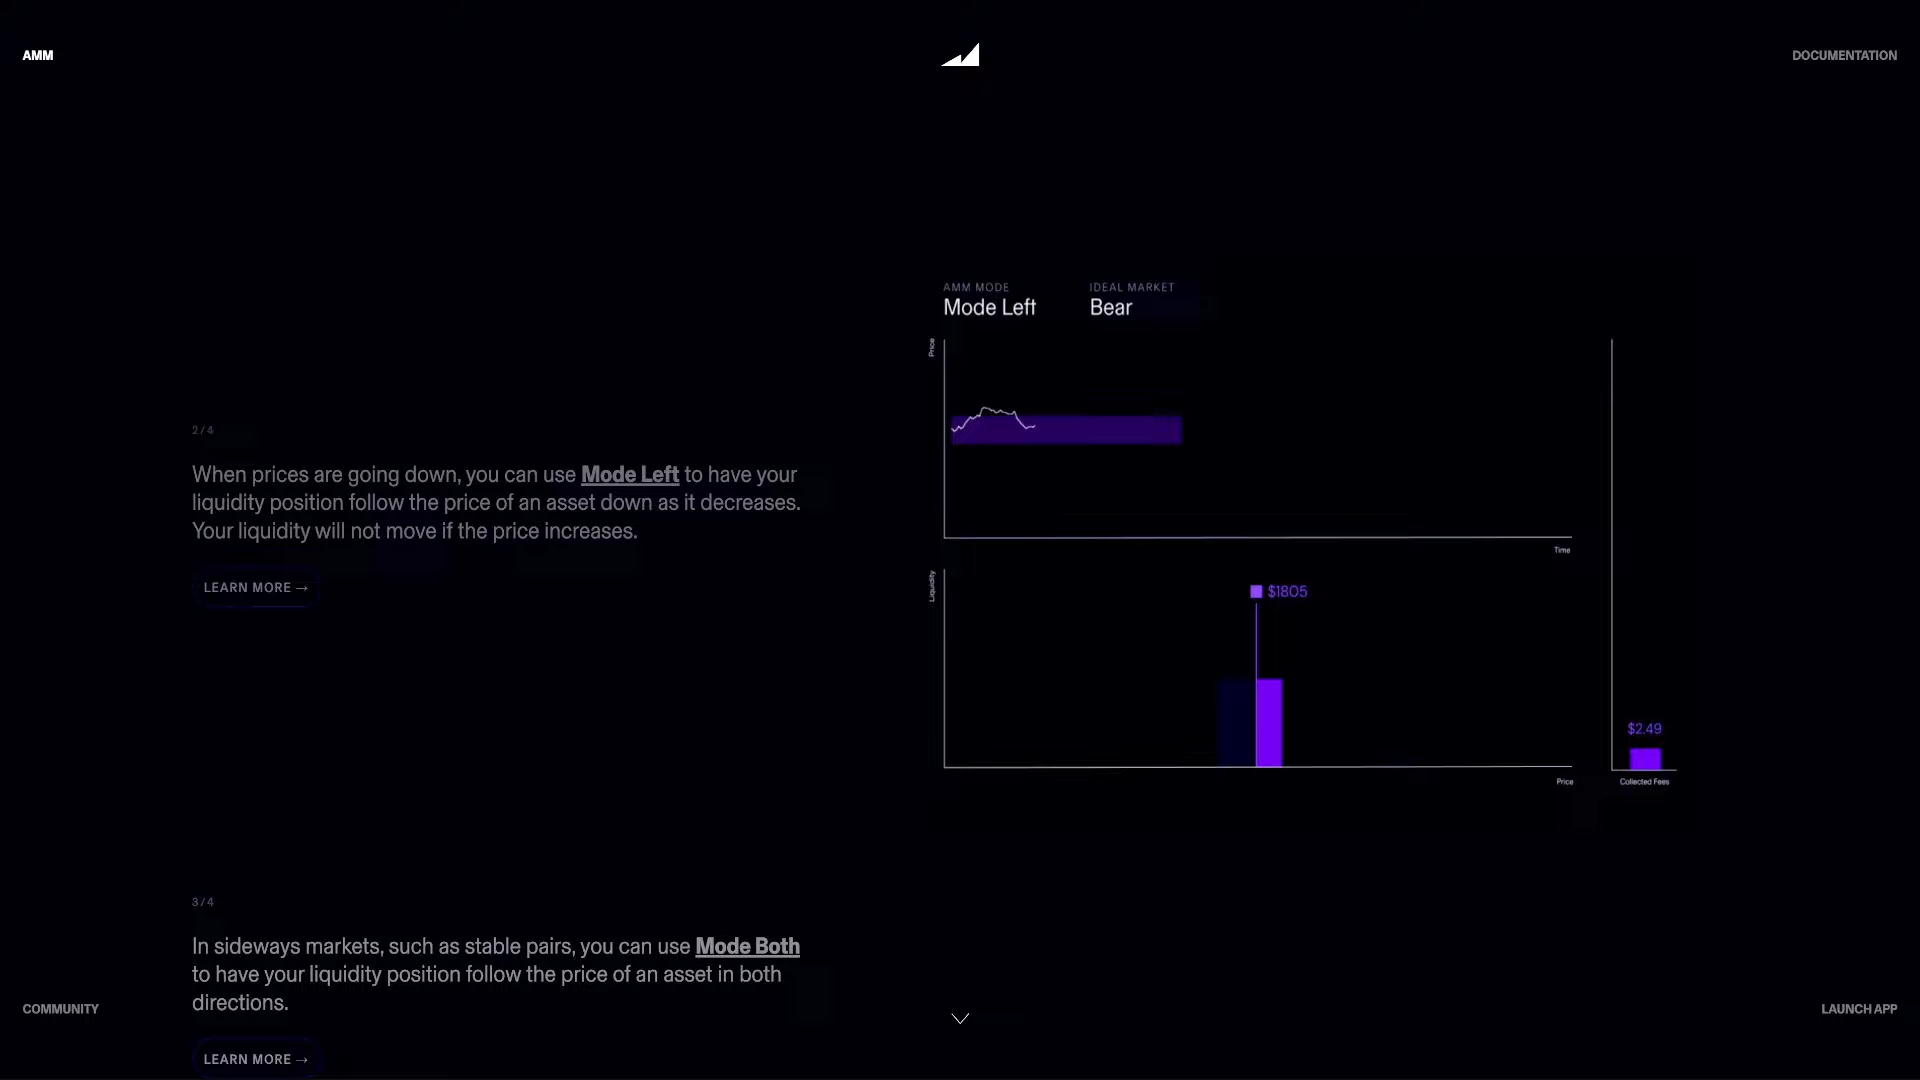 AMM
DOCUMENTATION
2/4
When prices are going down, you can use Mode Left to have your
liquidity position follow the price of an asset down as it decreases.
Your liquidity will not move if the price increases.
LEARN MORE →
AMM MODE
Mode Left
IDEAL MARKET
Bear
Price
Time
Liquidity
$1805
Price
$2.49
Collected Fees
3/4
In sideways markets, such as stable pairs, you can use Mode Both
to have your liquidity position follow the price of an asset in both
directions.
LEARN MORE →
COMMUNITY
LAUNCH APP